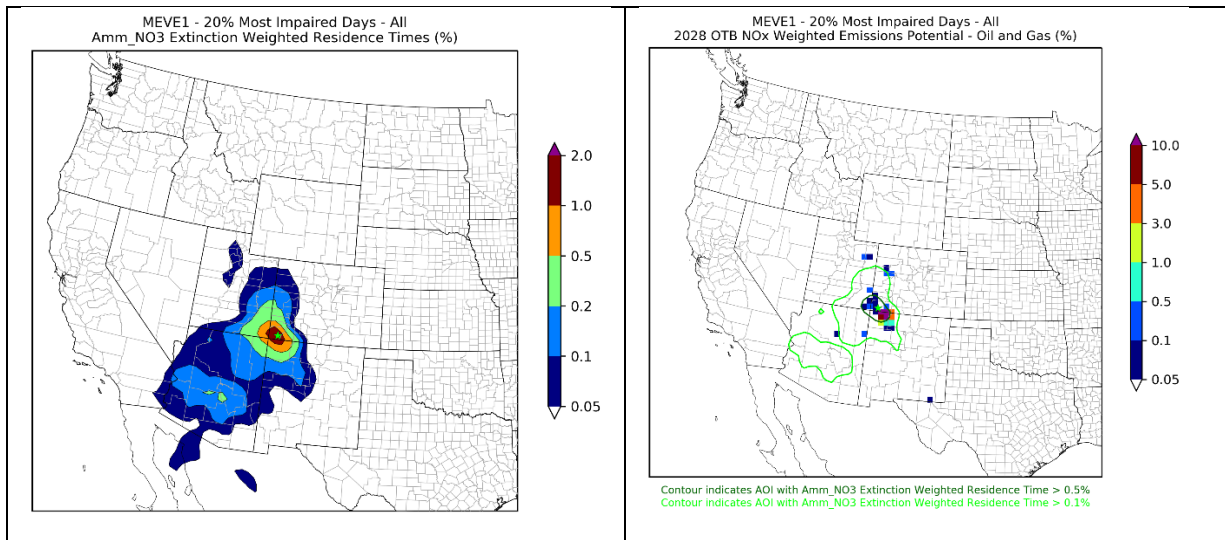 MEVE1 - 20% Most Impaired Days - All
Amm_NO3 Extinction Weighted Residence Times (%)
2.0
1.0
0.5
0.2
0.1
0.05
MEVE1 - 20% Most Impaired Days - All
2028 OTB NOx Weighted Emissions Potential - Oil and Gas (%)
10.0
5.0
3.0
1.0
0.5
0.1
0.05
Contour indicates AOI with Amm_NO3 Extinction Weighted Residence Time > 0.5%
Contour indicates AOI with Amm_NO3 Extinction Weighted Residence Time > 0.1%